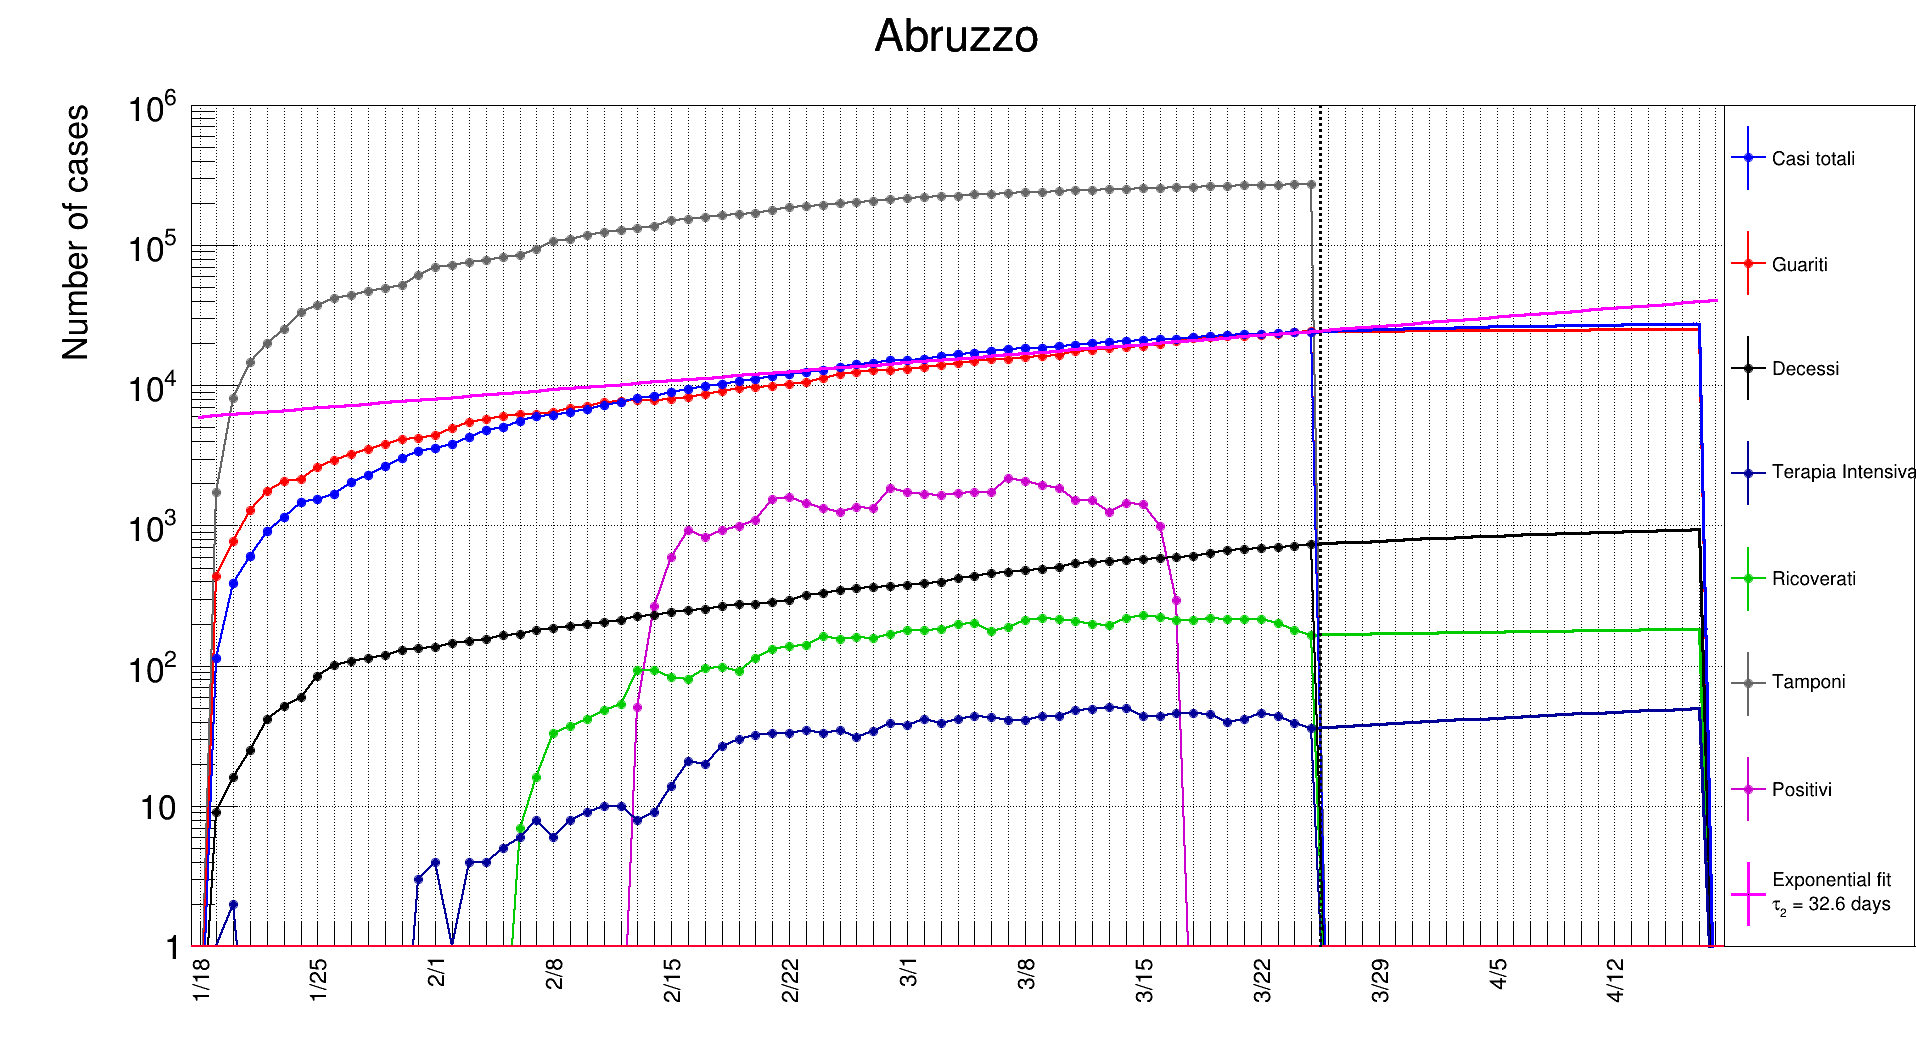 Abruzzo
Number of cases
10^6
10^5
10^4
10^3
10^2
10
1
1/18
1/25
2/1
2/8
2/15
2/22
3/1
3/8
3/15
3/22
3/29
4/5
4/12
Casi totali
Guariti
Decessi
Terapia Intensiva
Ricoverati
Tamponi
Positivi
Exponential fit
τ₂ = 32.6 days